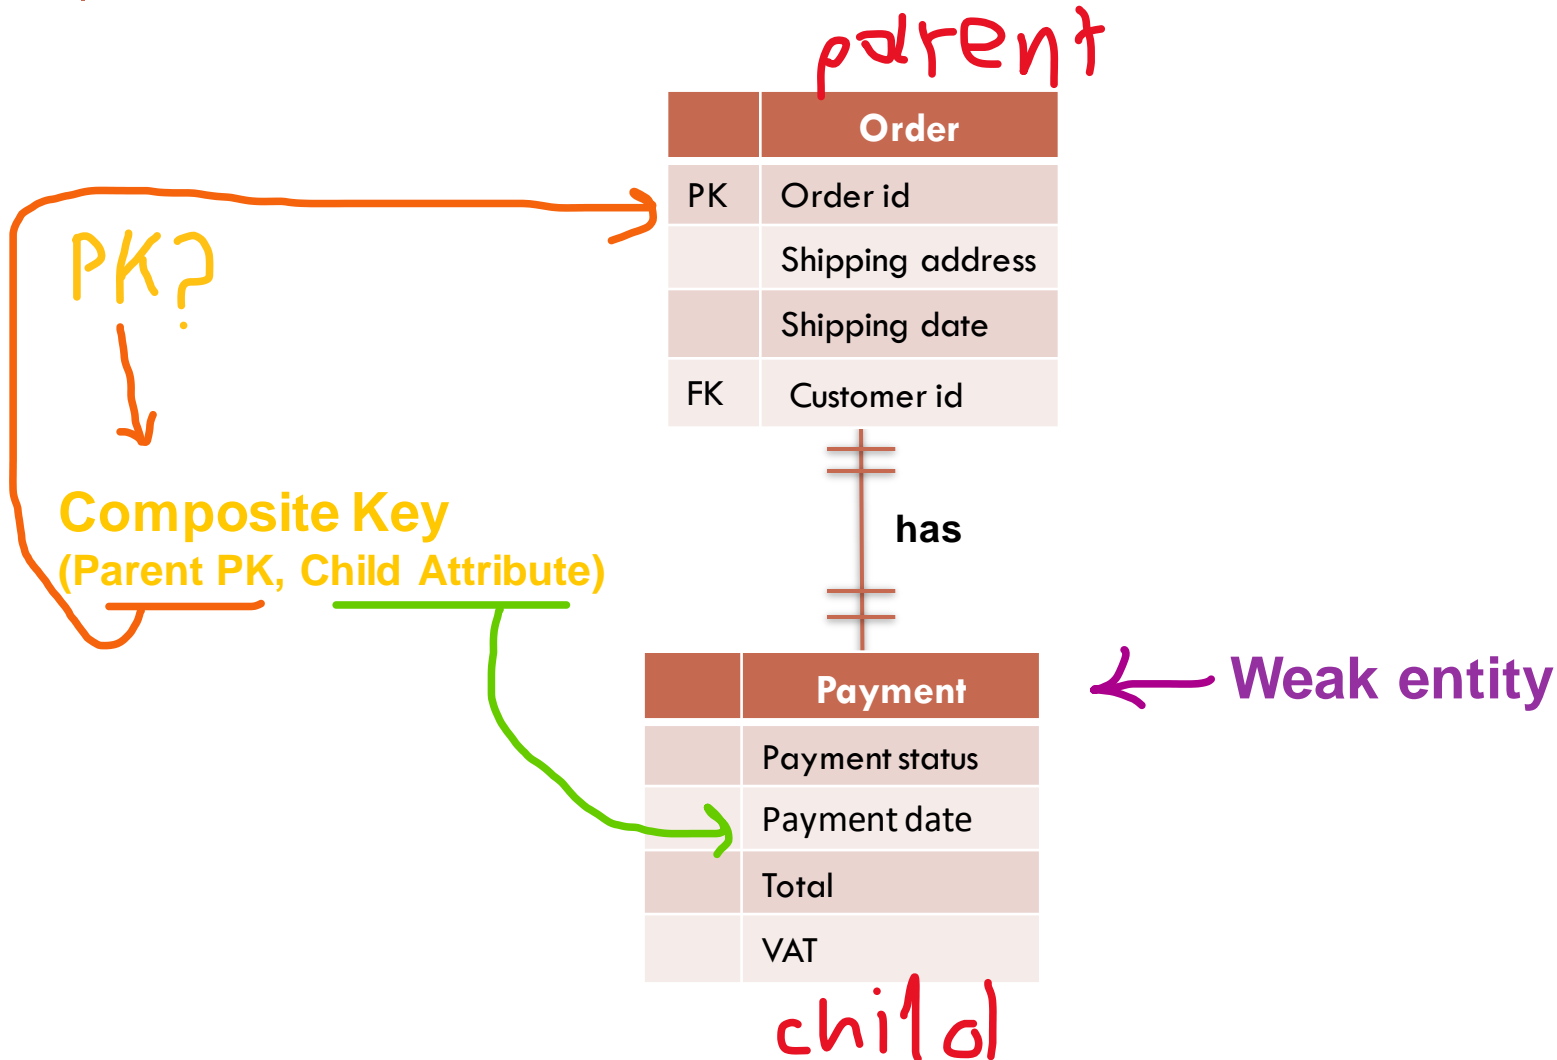 parent
Order
PK Order id
Shipping address
Shipping date
FK Customer id
PK?
Composite Key
(Parent PK, Child Attribute)
has
Weak entity
Payment
Payment status
Payment date
Total
VAT
child